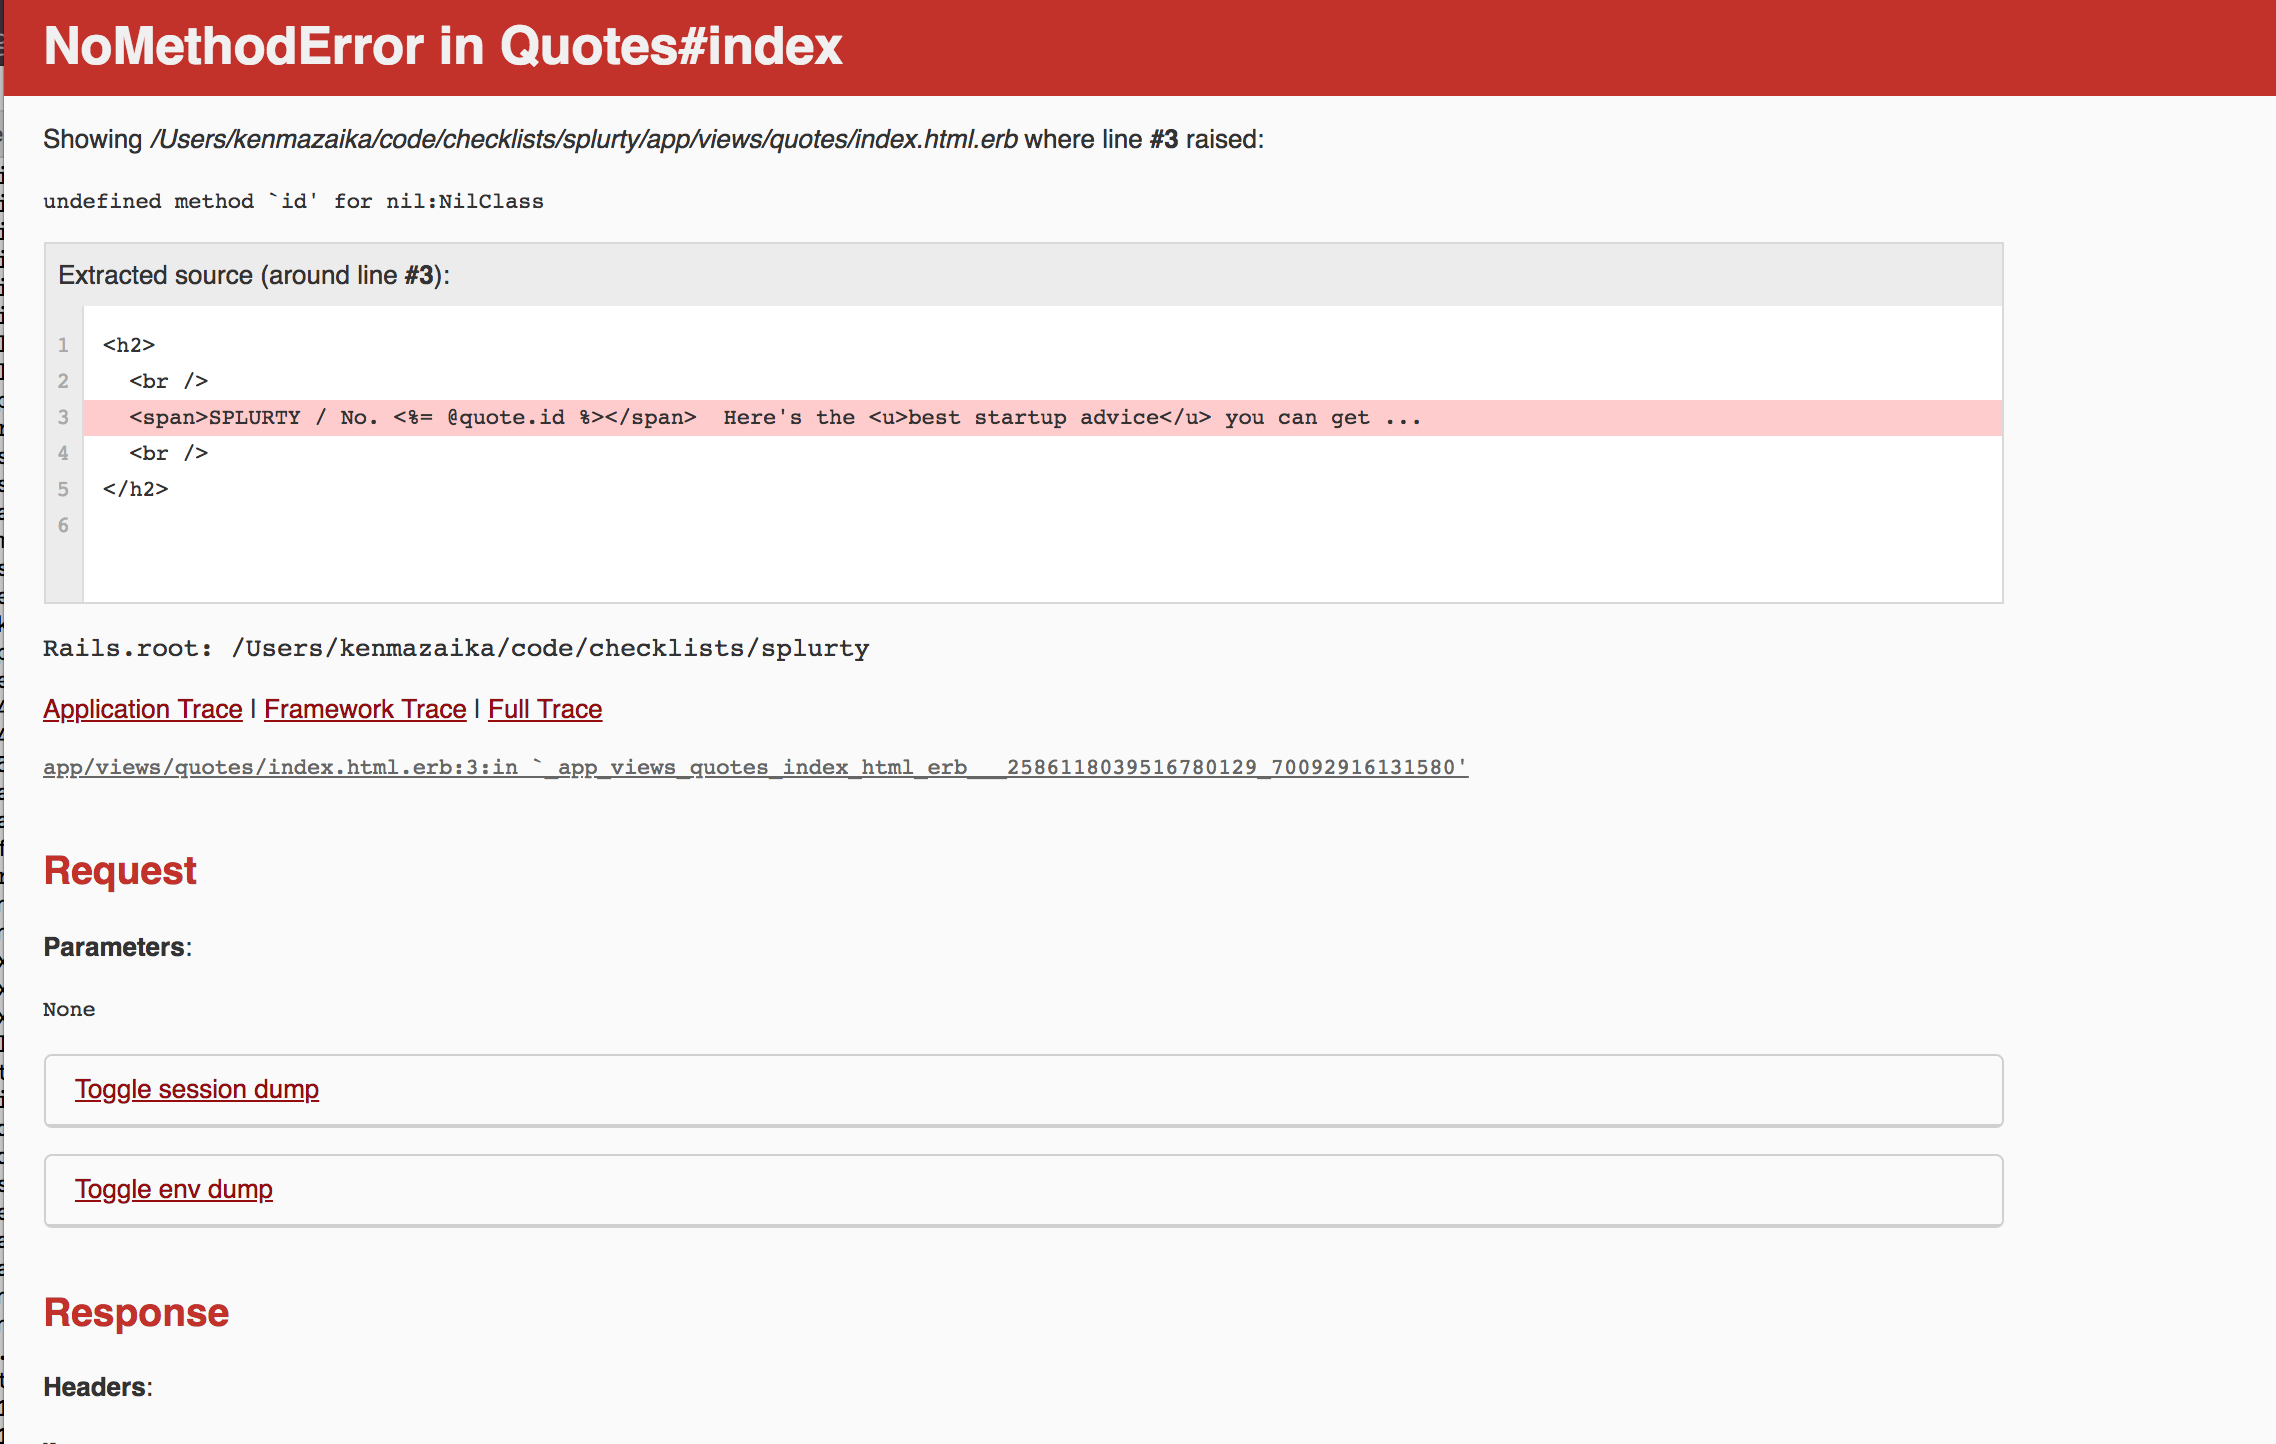 NoMethodError in Quotes#index
Showing /Users/kenmazaika/code/checklists/splurty/app/views/quotes/index.html.erb where line #3 raised:
undefined method `id' for nil:NilClass
Extracted source (around line #3):
1 <h2>
2   <br />
3   <span>SPLURTY / No. <%= @quote.id %></span>  Here's the <u>best startup advice</u> you can get ...
4   <br />
5 </h2>
6
Rails.root: /Users/kenmazaika/code/checklists/splurty
Application Trace | Framework Trace | Full Trace
app/views/quotes/index.html.erb:3:in `_app_views_quotes_index_html_erb___2586118039516780129_70092916131580'
Request
Parameters:
None
Toggle session dump
Toggle env dump
Response
Headers: